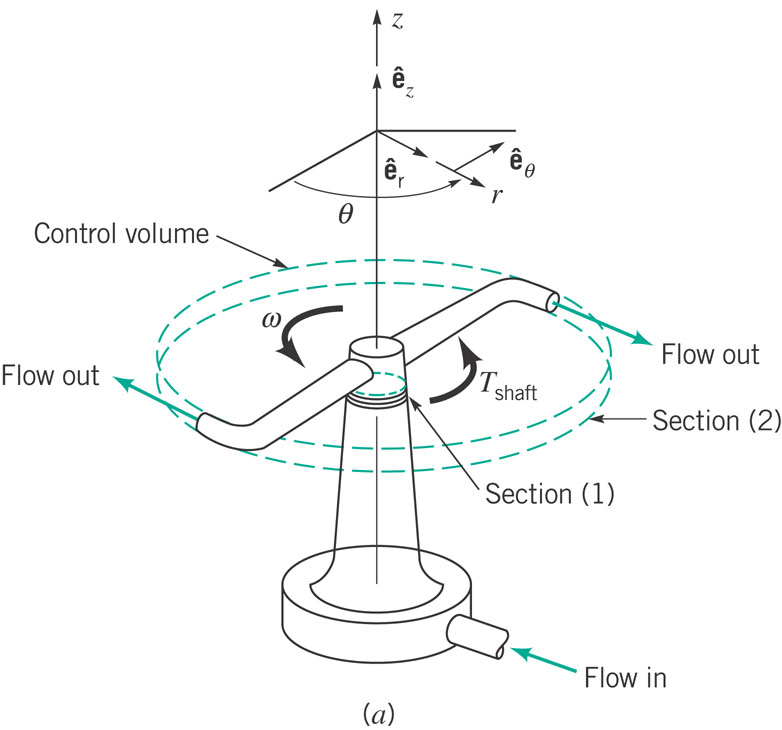 z
ê_z
ê_r
ê_θ
r
θ
Control volume
ω
Flow out
T_shaft
Flow out
Section (2)
Section (1)
Flow in
(a)